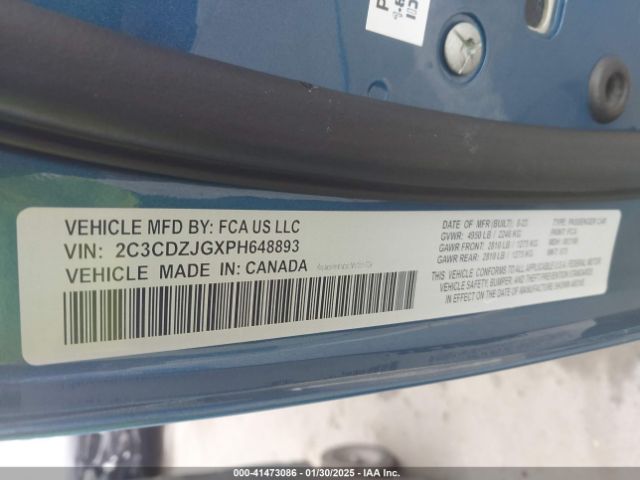 VEHICLE MFD BY: FCA US LLC
VIN: 2C3CDZJGXPH648893
VEHICLE MADE IN: CANADA
DATE OF MFR (BUILT): 6-23
GVWR: 4950 LB / 2246 KG
GAWR FRONT: 2810 LB / 1275 KG
GAWR REAR: 2810 LB / 1275 KG
TYPE: PASSENGER CAR
PAINT: FCA
THIS VEHICLE CONFORMS TO ALL APPLICABLE U.S.A. FEDERAL MOTOR
VEHICLE SAFETY, BUMPER, AND THEFT PREVENTION STANDARDS
IN EFFECT ON THE DATE OF MANUFACTURE SHOWN ABOVE.
000-41473086 - 01/30/2025 - IAA Inc.